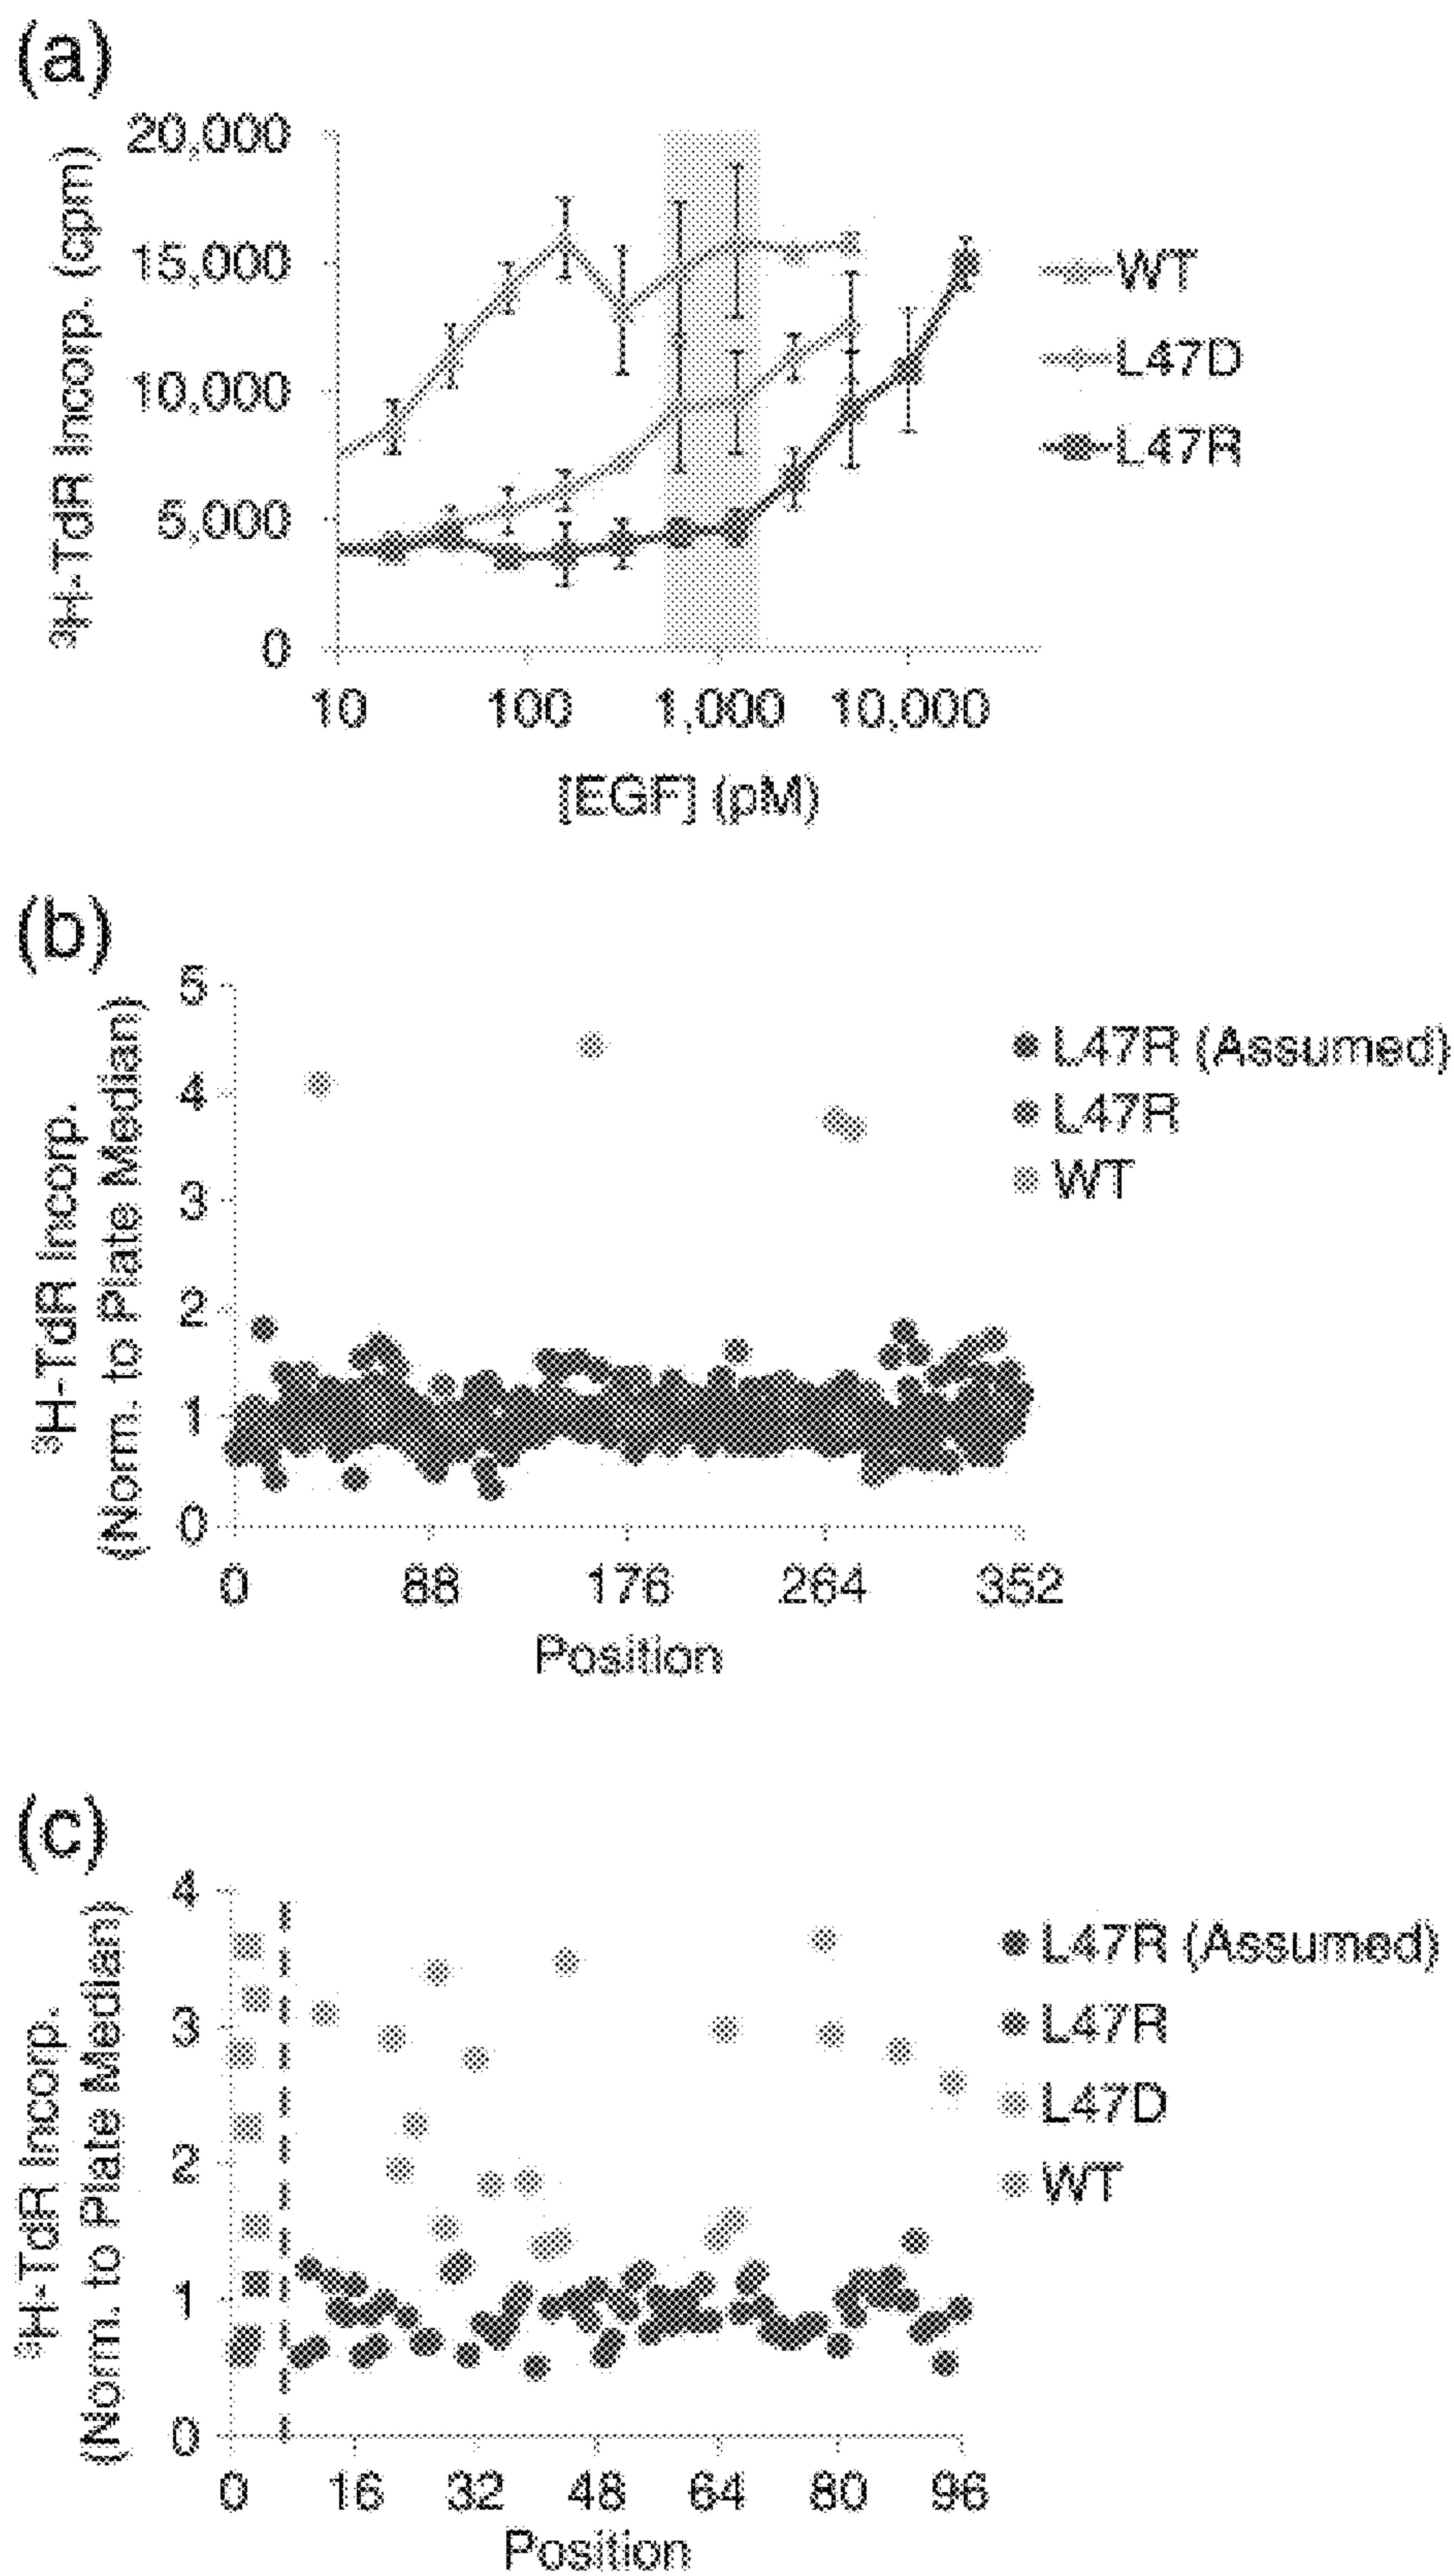 (a)
20,000
15,000
10,000
5,000
0
³H-TdR Incorp. (cpm)
10 100 1,000 10,000
[EGF] (pM)
WT
L47D
L47R
(b)
5
4
3
2
1
0
³H-TdR Incorp.
(Norm. to Plate Median)
0 88 176 264 352
Position
L47R (Assumed)
L47R
WT
(c)
4
3
2
1
0
³H-TdR Incorp.
(Norm. to Plate Median)
0 16 32 48 64 80 96
Position
L47R (Assumed)
L47R
L47D
WT